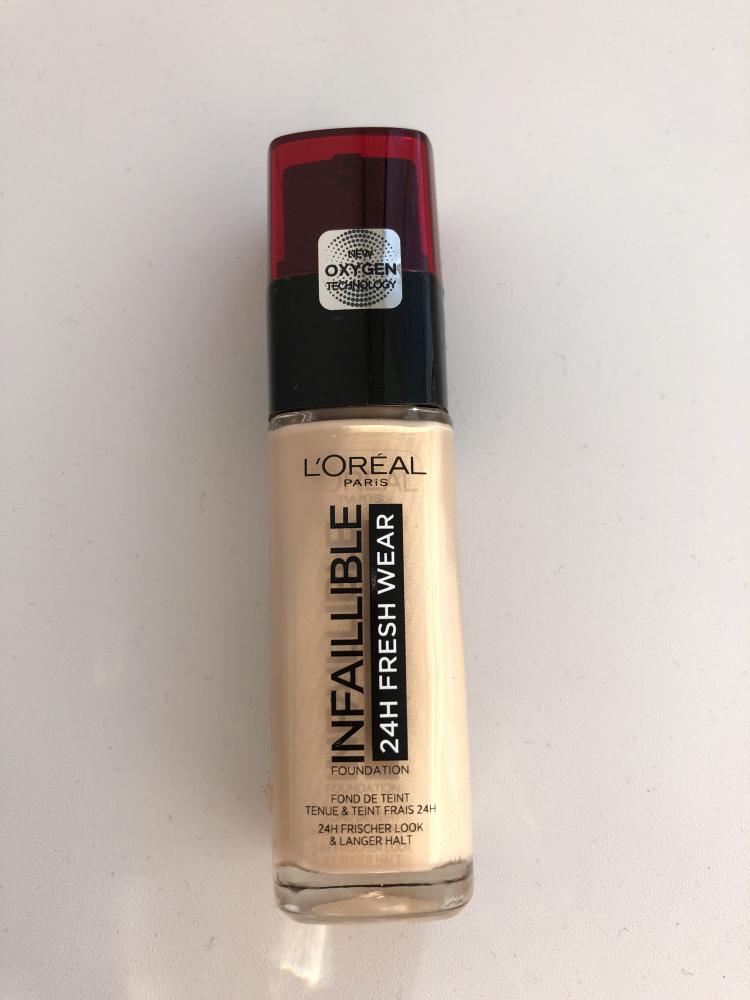 NEW
OXYGEN
TECHNOLOGY
L'ORÉAL
PARIS
INFAILLIBLE
24H FRESH WEAR
FOUNDATION
FOND DE TEINT
TENUE & TEINT FRAIS 24H
24H FRISCHER LOOK
& LANGER HALT